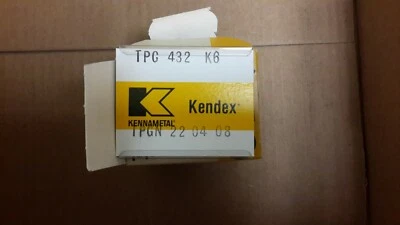 TPG 432 K6
Kendex
KENNAMETAL
TPGN 22 04 08